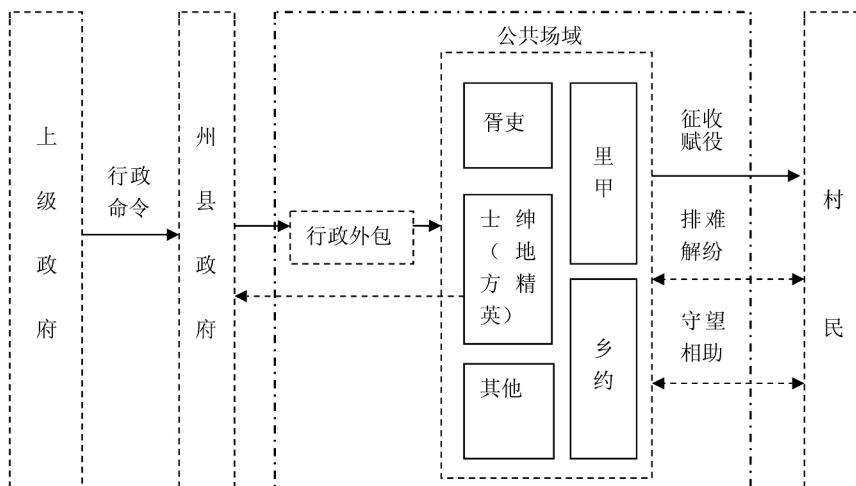 公共场域
上级政府
行政
命令
州县政府
行政外包
胥吏
士绅
（地
方精
英）
其他
里甲
乡约
征收
赋役
排难
解纷
守望
相助
村民